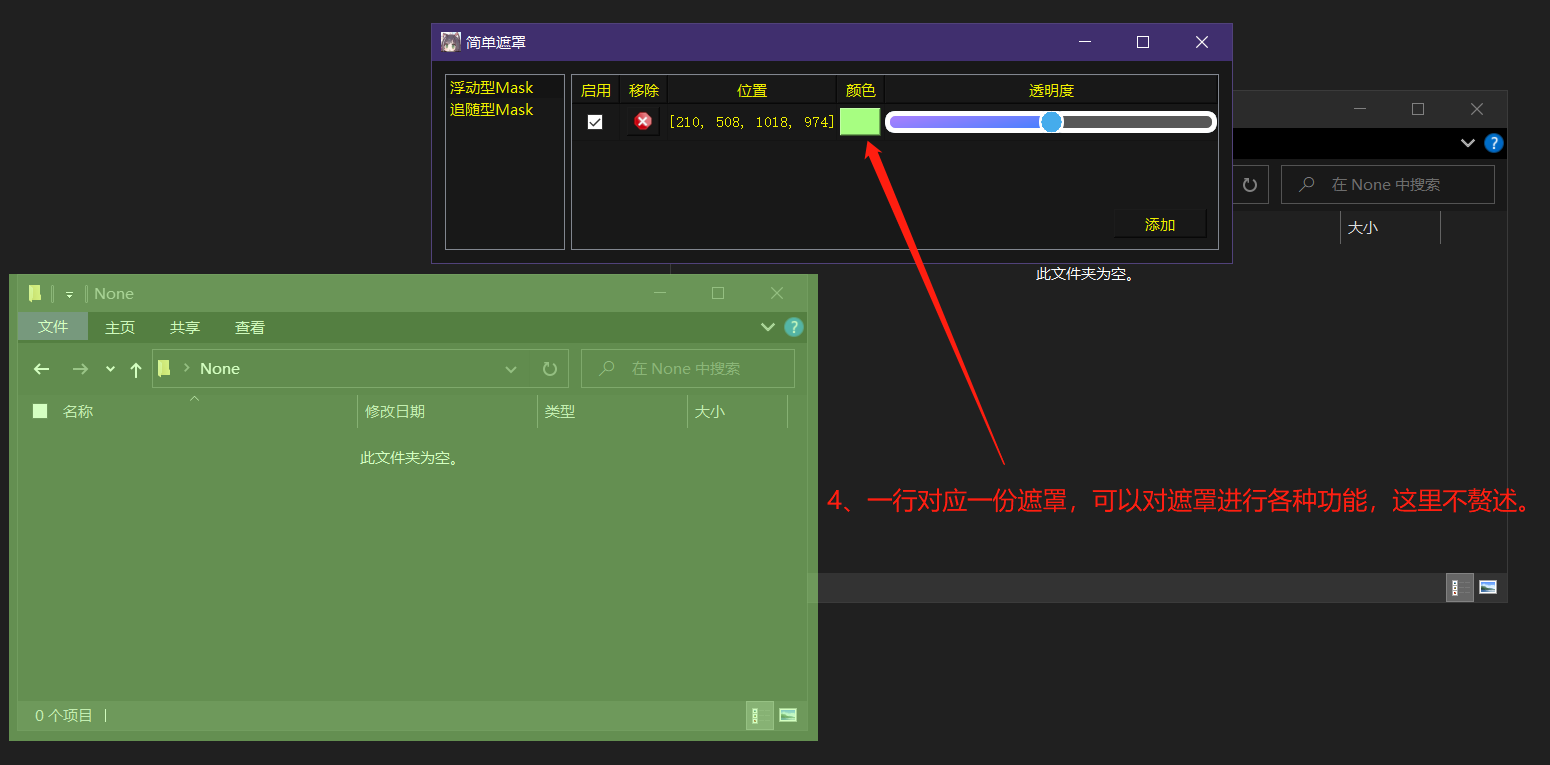 简单遮罩
浮动型Mask
追随型Mask
启用 移除 位置 颜色 透明度
[210, 508, 1018, 974]
添加
在 None 中搜索
大小
此文件夹为空。
None
文件 主页 共享 查看
?
?
None
在 None 中搜索
名称 修改日期 类型 大小
此文件夹为空。
4、一行对应一份遮罩，可以对遮罩进行各种功能，这里不赘述。
0 个项目